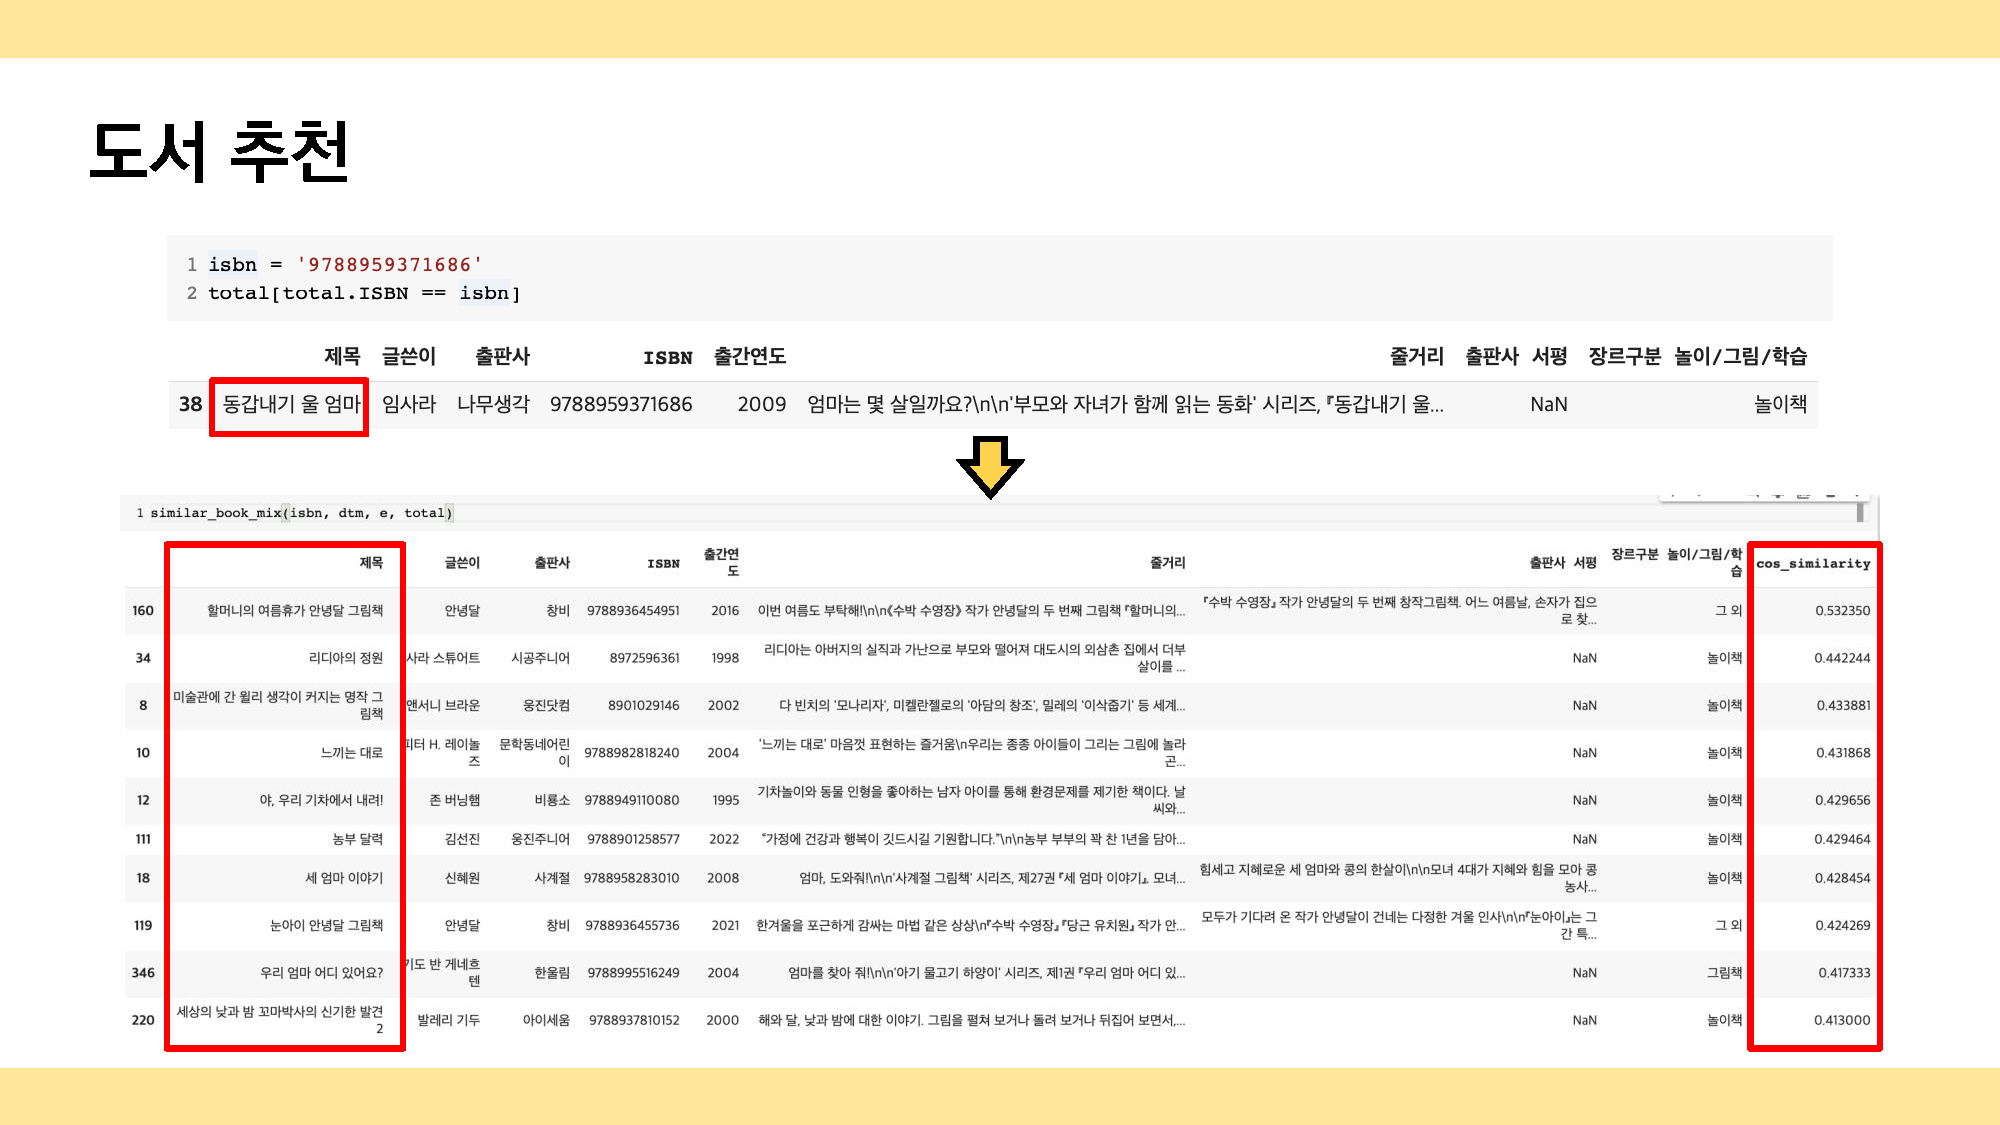 도서 추천
1 isbn = '9788959371686'
2 total[total.ISBN == isbn]
제목 글쓴이 출판사 ISBN 출간연도 줄거리 출판사 서평 장르구분 놀이/그림/학습
38 동갑내기 울 엄마 임사라 나무생각 9788959371686 2009 엄마는 몇 살일까요?\n\n'부모와 자녀가 함께 읽는 동화' 시리즈, 『동갑내기 울... NaN 놀이책
1 similar_book_mix(isbn, dtm, e, total)
제목 글쓴이 출판사 ISBN 출간연
도 줄거리 출판사 서평 장르구분 놀이/그림/학
습 cos_similarity
160 할머니의 여름휴가 안녕달 그림책 안녕달 창비 9788936454951 2016 이번 여름도 부탁해!\n\n《수박 수영장》 작가 안녕달의 두 번째 그림책 『할머니의... 『수박 수영장』 작가 안녕달의 두 번째 창작그림책. 어느 여름날, 손자가 집으
로 찾... 그 외 0.532350
34 리디아의 정원 사라 스튜어트 시공주니어 8972596361 1998 리디아는 아버지의 실직과 가난으로 부모와 떨어져 대도시의 외삼촌 집에서 더부
살이를 ... NaN 놀이책 0.442244
8 미술관에 간 윌리 생각이 커지는 명작 그
림책 앤서니 브라운 웅진닷컴 8901029146 2002 다 빈치의 '모나리자', 미켈란젤로의 '아담의 창조', 밀레의 '이삭줍기' 등 세계... NaN 놀이책 0.433881
10 느끼는 대로 피터 H. 레이놀
즈 문학동네어린
이 9788982818240 2004 '느끼는 대로' 마음껏 표현하는 즐거움\n우리는 종종 아이들이 그리는 그림에 놀라
곤... NaN 놀이책 0.431868
12 야, 우리 기차에서 내려! 존 버닝햄 비룡소 9788949110080 1995 기차놀이와 동물 인형을 좋아하는 남자 아이를 통해 환경문제를 제기한 책이다. 날
씨와... NaN 놀이책 0.429656
111 농부 달력 김선진 웅진주니어 9788901258577 2022 “가정에 건강과 행복이 깃드시길 기원합니다.”\n\n농부 부부의 꽉 찬 1년을 담아... NaN 놀이책 0.429464
18 세 엄마 이야기 신혜원 사계절 9788958283010 2008 엄마, 도와줘!\n\n'사계절 그림책' 시리즈, 제27권 『세 엄마 이야기』. 모녀... 힘세고 지혜로운 세 엄마와 콩의 한살이\n\n모녀 4대가 지혜와 힘을 모아 콩
농사... 놀이책 0.428454
119 눈아이 안녕달 그림책 안녕달 창비 9788936455736 2021 한겨울을 포근하게 감싸는 마법 같은 상상\n『수박 수영장』 『당근 유치원』 작가 안... 모두가 기다려 온 작가 안녕달이 건네는 다정한 겨울 인사\n\n『눈아이』는 그
간 특... 그 외 0.424269
346 우리 엄마 어디 있어요? 기도 반 게네흐
텐 한울림 9788995516249 2004 엄마를 찾아 줘!\n\n'아기 물고기 하양이' 시리즈, 제1권 『우리 엄마 어디 있... NaN 그림책 0.417333
220 세상의 낮과 밤 꼬마박사의 신기한 발견
2 발레리 기두 아이세움 9788937810152 2000 해와 달, 낮과 밤에 대한 이야기. 그림을 펼쳐 보거나 돌려 보거나 뒤집어 보면서,... NaN 놀이책 0.413000